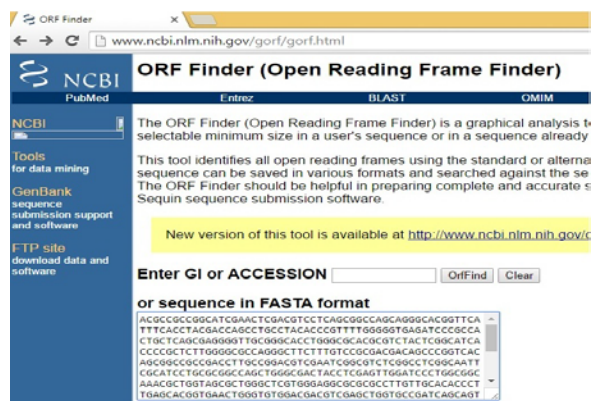 ORF Finder
www.ncbi.nlm.nih.gov/gorf/gorf.html
NCBI
ORF Finder (Open Reading Frame Finder)
PubMed Entrez BLAST OMIM
NCBI
Tools
for data mining
GenBank
sequence
submission support
and software
FTP site
download data and
software
The ORF Finder (Open Reading Frame Finder) is a graphical analysis
selectable minimum size in a user's sequence or in a sequence already
This tool identifies all open reading frames using the standard or alterna
sequence can be saved in various formats and searched against the se
The ORF Finder should be helpful in preparing complete and accurate s
Sequin sequence submission software.
New version of this tool is available at http://www.ncbi.nlm.nih.gov/o
Enter GI or ACCESSION OrfFind Clear
or sequence in FASTA format
ACGCCGCCGGCATCGAACTCGACGTCCTCAGCGGCCAGCAGGGCACGGTTCA
TTTCACCTACGACCAGCCTGCCTACACCCGTTTTGGGGGTGAGATCCCGCCA
CTGCTCAGCGAGGGGTTGCGGGCACCTGGGCGCACGCGTCTACTCGGCATCA
CCCCGCTCTTGGGGCGCCAGGGCTTCTTTGTCCGCGACGACAGCCCGGTCAC
AGCGGCCGCCGACCTTGCCGGACGTCGAATCGGCGTCTCGGCCTCGGCAATT
CGCATCCTGCGCGGCCAGCTGGGCGACTACCTCGAGTTGGATCCCTGGCGGC
AAACGCTGGTAGCGCTGGGCTCGTGGGAGGCGCGCGCCTTGTTGCACACCCT
TGAGCACGGTGAACTGGGTGTGGACGACGTCGAGCTGGTGCCGATCAGCAGT